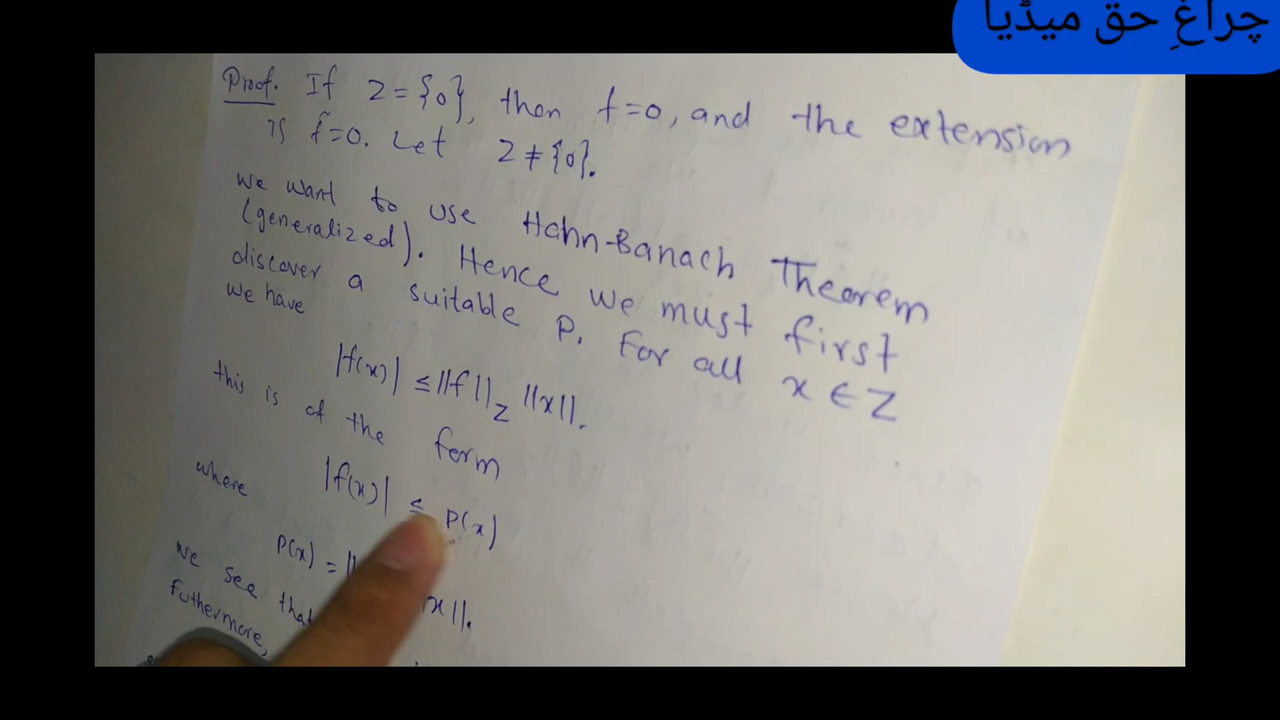 چراغِ حق میڈیا
Proof. If Z = {0}, then f=0, and the extension
is f̃=0. Let Z ≠ {0}.
we want to use Hahn-Banach Theorem
(generalized). Hence we must first
discover a suitable P. For all x ∈ Z
we have
|f(x)| ≤ ||f||_Z ||x||.
this is of the form
|f(x)| ≤ P(x)
where
P(x) = || x||.
we see that
Futhermore,